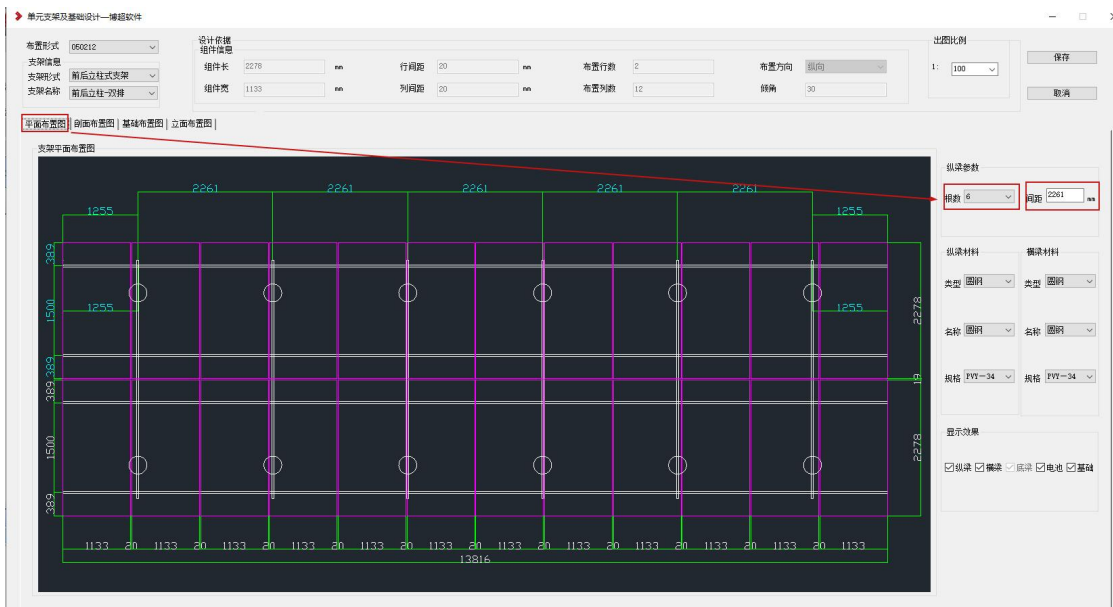 单元支架及基础设计—博超软件
布置形式 050212
支架信息
支架形式 前后立柱式支架
支架名称 前后立柱-双排
设计依据
组件信息
组件长 2278 mm 行间距 20 mm 布置行数 2 布置方向 纵向
组件宽 1133 mm 列间距 20 mm 布置列数 12 倾角 30
出图比例
1: 100
保存
取消
平面布置图 剖面布置图 基础布置图 立面布置图
支架平面布置图
2261 2261 2261 2261 2261
1255 1255
389
1500
1255 1255
2278
389
19
389
1500
2278
389
1133 20 1133 20 1133 20 1133 20 1133 20 1133 20 1133 20 1133 20 1133 20 1133 20 1133 20 1133
13816
纵梁参数
根数 6 间距 2261 mm
纵梁材料 横梁材料
类型 圆钢 类型 圆钢
名称 圆钢 名称 圆钢
规格 PVY-34 规格 PVY-34
显示效果
纵梁 横梁 底梁 电池 基础